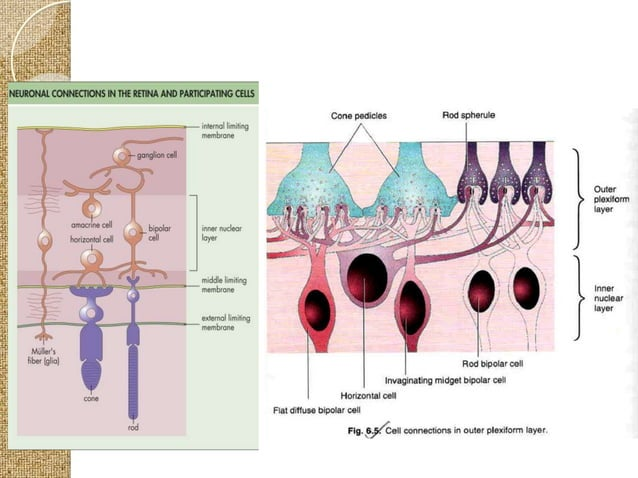 NEURONAL CONNECTIONS IN THE RETINA AND PARTICIPATING CELLS
internal limiting
membrane
ganglion cell
amacrine cell
horizontal cell
bipolar
cell
inner nuclear
layer
middle limiting
membrane
external limiting
membrane
Müller's
fiber (glia)
cone
rod
Cone pedicles
Rod spherule
Outer
plexiform
layer
Inner
nuclear
layer
Rod bipolar cell
Invaginating midget bipolar cell
Horizontal cell
Flat diffuse bipolar cell
Fig. 6.5. Cell connections in outer plexiform layer.